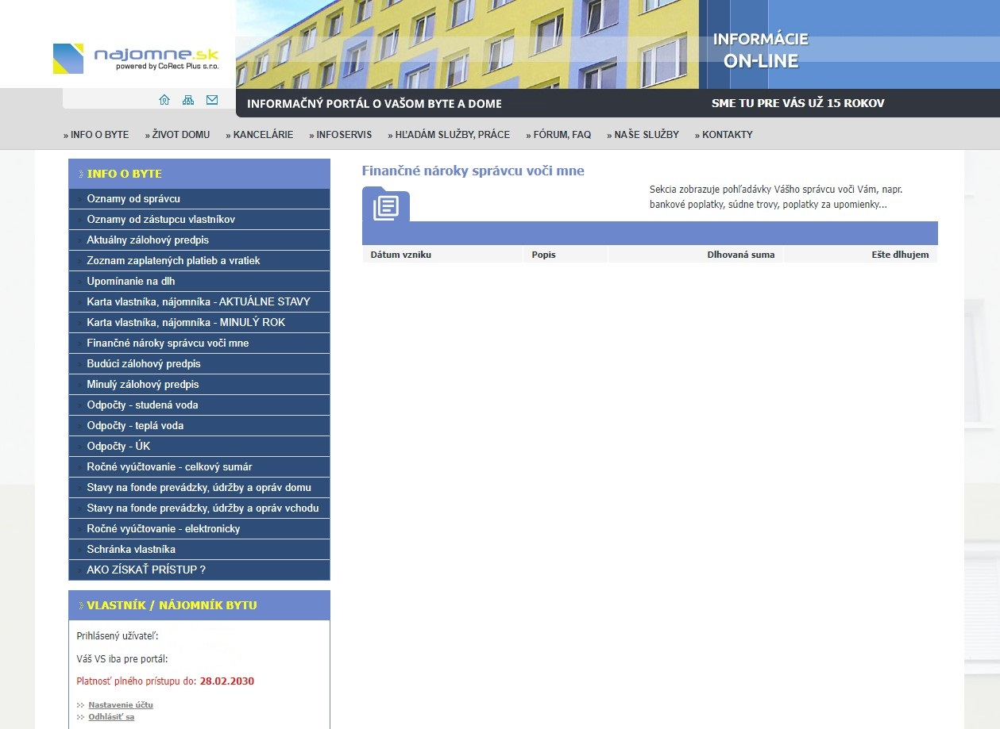 najomne.sk
powered by CoRect Plus s.r.o.
INFORMÁCIE
ON-LINE
INFORMAČNÝ PORTÁL O VAŠOM BYTE A DOME
SME TU PRE VÁS UŽ 15 ROKOV
» INFO O BYTE » ŽIVOT DOMU » KANCELÁRIE » INFOSERVIS » HĽADÁM SLUŽBY, PRÁCE » FÓRUM, FAQ » NAŠE SLUŽBY » KONTAKTY
INFO O BYTE
Oznamy od správcu
Oznamy od zástupcu vlastníkov
Aktuálny zálohový predpis
Zoznam zaplatených platieb a vratiek
Upomínanie na dlh
Karta vlastníka, nájomníka - AKTUÁLNE STAVY
Karta vlastníka, nájomníka - MINULÝ ROK
Finančné nároky správcu voči mne
Budúci zálohový predpis
Minulý zálohový predpis
Odpočty - studená voda
Odpočty - teplá voda
Odpočty - ÚK
Ročné vyúčtovanie - celkový sumár
Stavy na fonde prevádzky, údržby a opráv domu
Stavy na fonde prevádzky, údržby a opráv vchodu
Ročné vyúčtovanie - elektronicky
Schránka vlastníka
AKO ZÍSKAŤ PRÍSTUP ?
VLASTNÍK / NÁJOMNÍK BYTU
Prihlásený užívateľ:
Váš VS iba pre portál:
Platnosť plného prístupu do: 28.02.2030
Nastavenie účtu
Odhlásiť sa
Finančné nároky správcu voči mne
Sekcia zobrazuje pohľadávky Vášho správcu voči Vám, napr.
bankové poplatky, súdne trovy, poplatky za upomienky...
Dátum vzniku Popis Dlhovaná suma Ešte dlhujem